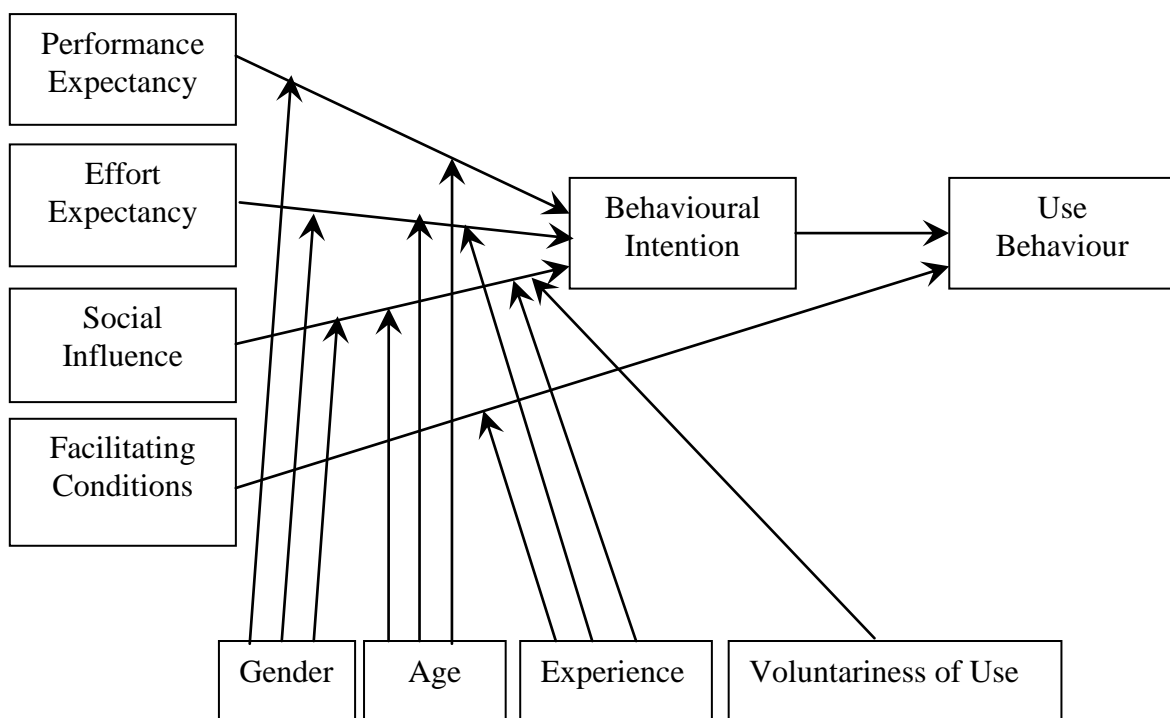 Performance
Expectancy
Effort
Expectancy
Social
Influence
Facilitating
Conditions
Behavioural
Intention
Use
Behaviour
Gender
Age
Experience
Voluntariness of Use